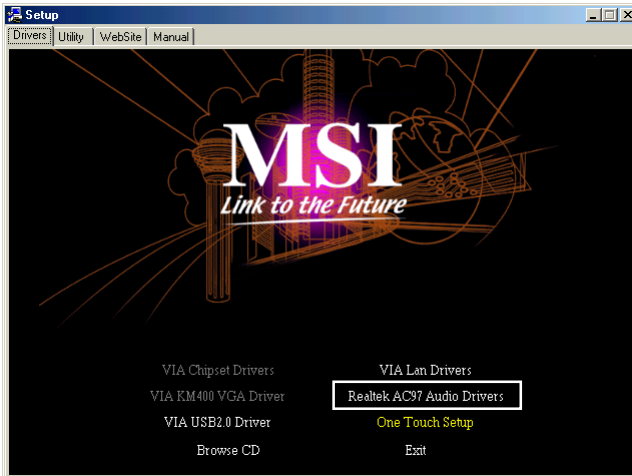 Setup
Drivers Utility WebSite Manual
MSI
Link to the Future
VIA Chipset Drivers
VIA Lan Drivers
VIA KM400 VGA Driver
Realtek AC97 Audio Drivers
VIA USB2.0 Driver
One Touch Setup
Browse CD
Exit